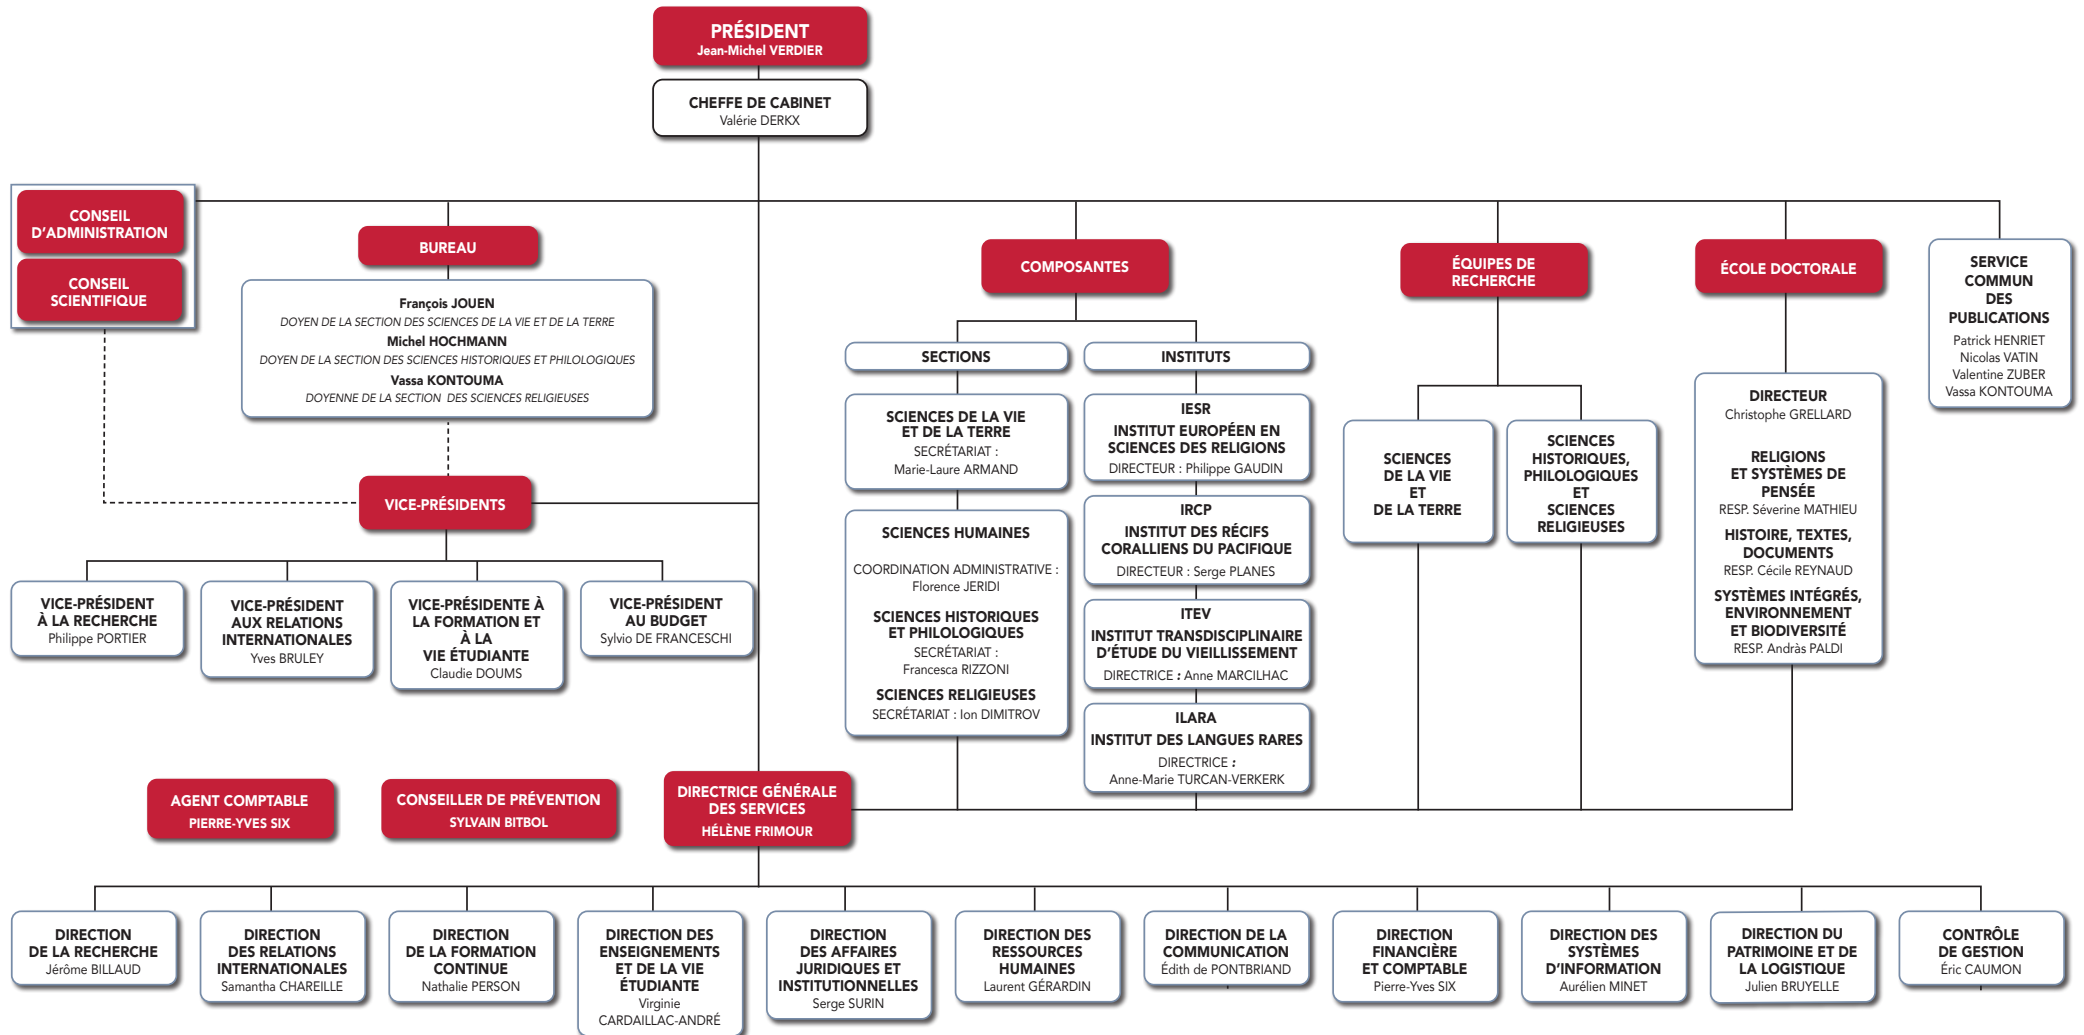 PRÉSIDENT
Jean-Michel VERDIER
CHEFFE DE CABINET
Valérie DERKX
CONSEIL
D'ADMINISTRATION
CONSEIL
SCIENTIFIQUE
BUREAU
François JOUEN
DOYEN DE LA SECTION DES SCIENCES DE LA VIE ET DE LA TERRE
Michel HOCHMANN
DOYEN DE LA SECTION DES SCIENCES HISTORIQUES ET PHILOLOGIQUES
Vassa KONTOUMA
DOYENNE DE LA SECTION DES SCIENCES RELIGIEUSES
VICE-PRÉSIDENTS
VICE-PRÉSIDENT
À LA RECHERCHE
Philippe PORTIER
VICE-PRÉSIDENT
AUX RELATIONS
INTERNATIONALES
Yves BRULEY
VICE-PRÉSIDENTE À
LA FORMATION ET
À LA
VIE ÉTUDIANTE
Claudie DOUMS
VICE-PRÉSIDENT
AU BUDGET
Sylvio DE FRANCESCHI
COMPOSANTES
SECTIONS
SCIENCES DE LA VIE
ET DE LA TERRE
SECRÉTARIAT :
Marie-Laure ARMAND
SCIENCES HUMAINES
COORDINATION ADMINISTRATIVE :
Florence JERIDI
SCIENCES HISTORIQUES
ET PHILOLOGIQUES
SECRÉTARIAT :
Francesca RIZZONI
SCIENCES RELIGIEUSES
SECRÉTARIAT : Ion DIMITROV
INSTITUTS
IESR
INSTITUT EUROPÉEN EN
SCIENCES DES RELIGIONS
DIRECTEUR : Philippe GAUDIN
IRCP
INSTITUT DES RÉCIFS
CORALLIENS DU PACIFIQUE
DIRECTEUR : Serge PLANES
ITEV
INSTITUT TRANSDISCIPLINAIRE
D'ÉTUDE DU VIEILLISSEMENT
DIRECTRICE : Anne MARCILHAC
ILARA
INSTITUT DES LANGUES RARES
DIRECTRICE :
Anne-Marie TURCAN-VERKERK
ÉQUIPES DE
RECHERCHE
SCIENCES
DE LA VIE
ET
DE LA TERRE
SCIENCES
HISTORIQUES,
PHILOLOGIQUES
ET
SCIENCES
RELIGIEUSES
ÉCOLE DOCTORALE
DIRECTEUR
Christophe GRELLARD
RELIGIONS
ET SYSTÈMES DE
PENSÉE
RESP. Séverine MATHIEU
HISTOIRE, TEXTES,
DOCUMENTS
RESP. Cécile REYNAUD
SYSTÈMES INTÉGRÉS,
ENVIRONNEMENT
ET BIODIVERSITÉ
RESP. Andràs PALDI
SERVICE
COMMUN
DES
PUBLICATIONS
Patrick HENRIET
Nicolas VATIN
Valentine ZUBER
Vassa KONTOUMA
AGENT COMPTABLE
PIERRE-YVES SIX
CONSEILLER DE PRÉVENTION
SYLVAIN BITBOL
DIRECTRICE GÉNÉRALE
DES SERVICES
HÉLÈNE FRIMOUR
DIRECTION
DE LA RECHERCHE
Jérôme BILLAUD
DIRECTION
DES RELATIONS
INTERNATIONALES
Samantha CHAREILLE
DIRECTION
DE LA FORMATION
CONTINUE
Nathalie PERSON
DIRECTION DES
ENSEIGNEMENTS
ET DE LA VIE
ÉTUDIANTE
Virginie
CARDAILLAC-ANDRÉ
DIRECTION
DES AFFAIRES
JURIDIQUES ET
INSTITUTIONNELLES
Serge SURIN
DIRECTION DES
RESSOURCES
HUMAINES
Laurent GÉRARDIN
DIRECTION DE LA
COMMUNICATION
Édith de PONTBRIAND
DIRECTION
FINANCIÈRE
ET COMPTABLE
Pierre-Yves SIX
DIRECTION DES
SYSTÈMES
D'INFORMATION
Aurélien MINET
DIRECTION DU
PATRIMOINE ET DE
LA LOGISTIQUE
Julien BRUYELLE
CONTRÔLE
DE GESTION
Éric CAUMON